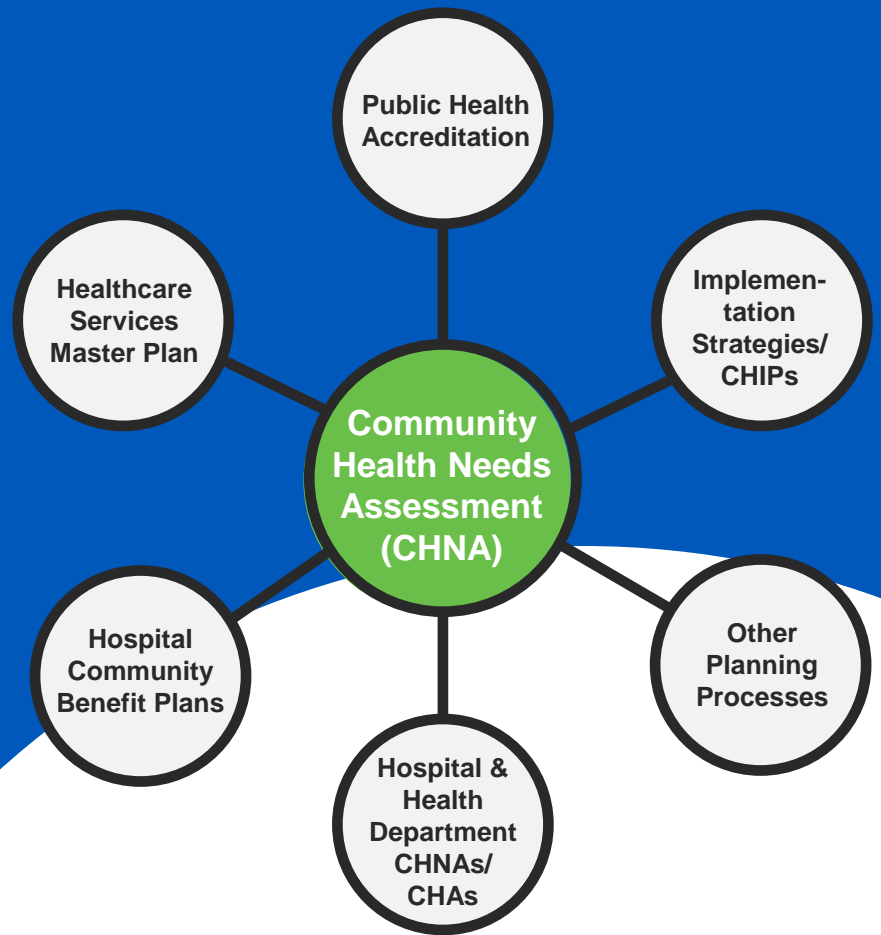 Public Health
Accreditation
Healthcare
Services
Master Plan
Implemen-
tation
Strategies/
CHIPs
Community
Health Needs
Assessment
(CHNA)
Hospital
Community
Benefit Plans
Other
Planning
Processes
Hospital &
Health
Department
CHNAs/
CHAs